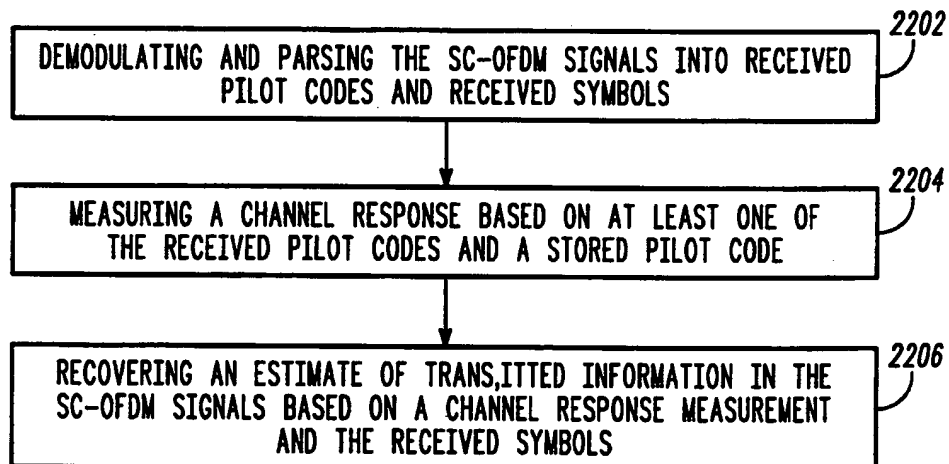 2202
DEMODULATING AND PARSING THE SC-OFDM SIGNALS INTO RECEIVED
PILOT CODES AND RECEIVED SYMBOLS
2204
MEASURING A CHANNEL RESPONSE BASED ON AT LEAST ONE OF
THE RECEIVED PILOT CODES AND A STORED PILOT CODE
2206
RECOVERING AN ESTIMATE OF TRANS,ITTED INFORMATION IN THE
SC-OFDM SIGNALS BASED ON A CHANNEL RESPONSE MEASUREMENT
AND THE RECEIVED SYMBOLS